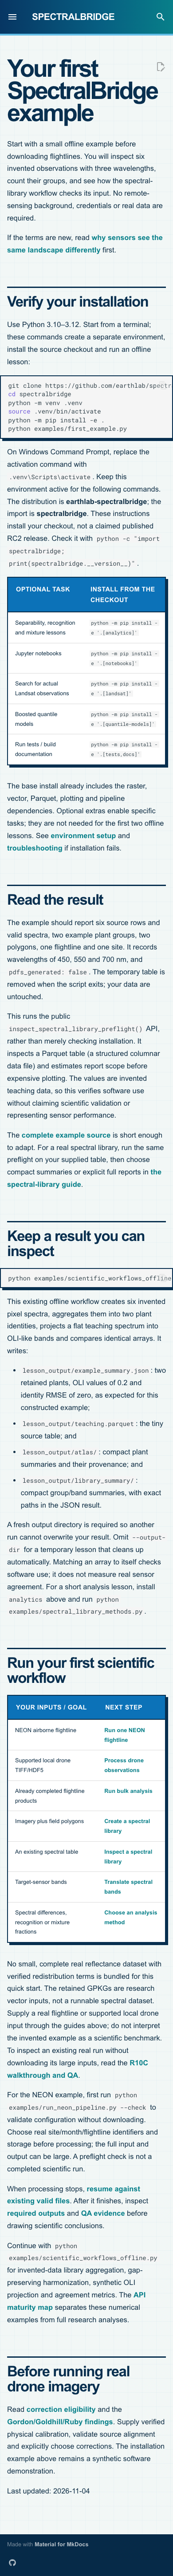 SPECTRALBRIDGE
Your first
SpectralBridge
example
Start with a small offline example before
downloading flightlines. You will inspect six
invented observations with three wavelengths,
count their groups, and see how the spectral-
library workflow checks its input. No remote-
sensing background, credentials or real data are
required.
If the terms are new, read why sensors see the
same landscape differently first.
Verify your installation
Use Python 3.10–3.12. Start from a terminal;
these commands create a separate environment,
install the source checkout and run an offline
lesson:
git clone https://github.com/earthlab/spectr
cd spectralbridge
python -m venv .venv
source .venv/bin/activate
python -m pip install -e .
python examples/first_example.py
On Windows Command Prompt, replace the
activation command with
.venv\Scripts\activate . Keep this
environment active for the following commands.
The distribution is earthlab-spectralbridge; the
import is spectralbridge. These instructions
install your checkout, not a claimed published
RC2 release. Check it with python -c "import
spectralbridge;
print(spectralbridge.__version__)" .
OPTIONAL TASK INSTALL FROM THE
CHECKOUT
Separability, recognition
and mixture lessons
python -m pip install -
e '.[analytics]'
Jupyter notebooks
python -m pip install -
e '.[notebooks]'
Search for actual
Landsat observations
python -m pip install -
e '.[landsat]'
Boosted quantile
models
python -m pip install -
e '.[quantile-models]'
Run tests / build
documentation
python -m pip install -
e '.[tests,docs]'
The base install already includes the raster,
vector, Parquet, plotting and pipeline
dependencies. Optional extras enable specific
tasks; they are not needed for the first two offline
lessons. See environment setup and
troubleshooting if installation fails.
Read the result
The example should report six source rows and
valid spectra, two example plant groups, two
polygons, one flightline and one site. It records
wavelengths of 450, 550 and 700 nm, and
pdfs_generated: false . The temporary table is
removed when the script exits; your data are
untouched.
This runs the public
inspect_spectral_library_preflight() API,
rather than merely checking installation. It
inspects a Parquet table (a structured columnar
data file) and estimates report scope before
expensive plotting. The values are invented
teaching data, so this verifies software use
without claiming scientific validation or
representing sensor performance.
The complete example source is short enough
to adapt. For a real spectral library, run the same
preflight on your supplied table, then choose
compact summaries or explicit full reports in the
spectral-library guide.
Keep a result you can
inspect
python examples/scientific_workflows_offline
This existing offline workflow creates six invented
pixel spectra, aggregates them into two plant
identities, projects a flat teaching spectrum into
OLI-like bands and compares identical arrays. It
writes:
• lesson_output/example_summary.json : two
retained plants, OLI values of 0.2 and
identity RMSE of zero, as expected for this
constructed example;
• lesson_output/teaching.parquet : the tiny
source table; and
• lesson_output/atlas/ : compact plant
summaries and their provenance; and
• lesson_output/library_summary/ :
compact group/band summaries, with exact
paths in the JSON result.
A fresh output directory is required so another
run cannot overwrite your result. Omit --output-
dir for a temporary lesson that cleans up
automatically. Matching an array to itself checks
software use; it does not measure real sensor
agreement. For a short analysis lesson, install
analytics above and run python
examples/spectral_library_methods.py .
Run your first scientific
workflow
YOUR INPUTS / GOAL NEXT STEP
NEON airborne flightline
Run one NEON
flightline
Supported local drone
TIFF/HDF5
Process drone
observations
Already completed flightline
products
Run bulk analysis
Imagery plus field polygons
Create a spectral
library
An existing spectral table
Inspect a spectral
library
Target-sensor bands
Translate spectral
bands
Spectral differences,
recognition or mixture
fractions
Choose an analysis
method
No small, complete real reflectance dataset with
verified redistribution terms is bundled for this
quick start. The retained GPKGs are research
vector inputs, not a runnable spectral dataset.
Supply a real flightline or supported local drone
input through the guides above; do not interpret
the invented example as a scientific benchmark.
To inspect an existing real run without
downloading its large inputs, read the R10C
walkthrough and QA.
For the NEON example, first run python
examples/run_neon_pipeline.py --check to
validate configuration without downloading.
Choose real site/month/flightline identifiers and
storage before processing; the full input and
output can be large. A preflight check is not a
completed scientific run.
When processing stops, resume against
existing valid files. After it finishes, inspect
required outputs and QA evidence before
drawing scientific conclusions.
Continue with python
examples/scientific_workflows_offline.py
for invented-data library aggregation, gap-
preserving harmonization, synthetic OLI
projection and agreement metrics. The API
maturity map separates these numerical
examples from full research analyses.
Before running real
drone imagery
Read correction eligibility and the
Gordon/Goldhill/Ruby findings. Supply verified
physical calibration, validate source alignment
and explicitly choose corrections. The installation
example above remains a synthetic software
demonstration.
Last updated: 2026-11-04
Made with Material for MkDocs